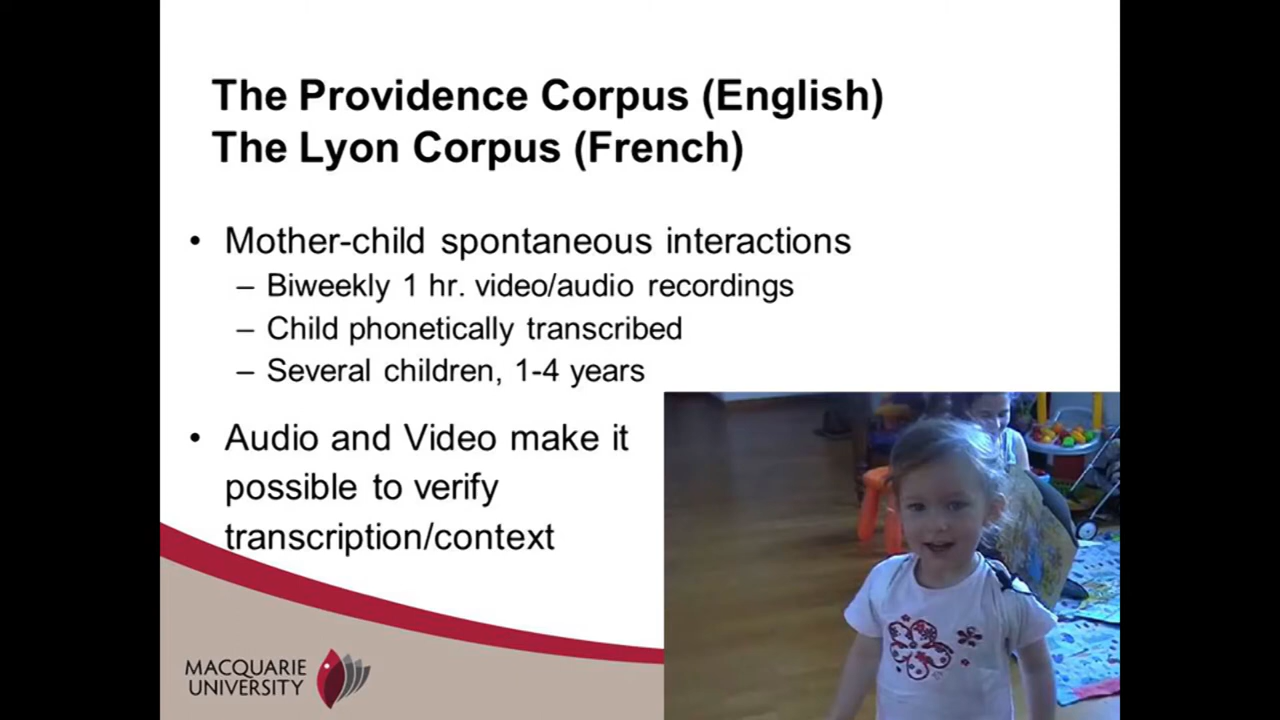 The Providence Corpus (English)
The Lyon Corpus (French)
• Mother-child spontaneous interactions
– Biweekly 1 hr. video/audio recordings
– Child phonetically transcribed
– Several children, 1-4 years
• Audio and Video make it
possible to verify
transcription/context
MACQUARIE
UNIVERSITY